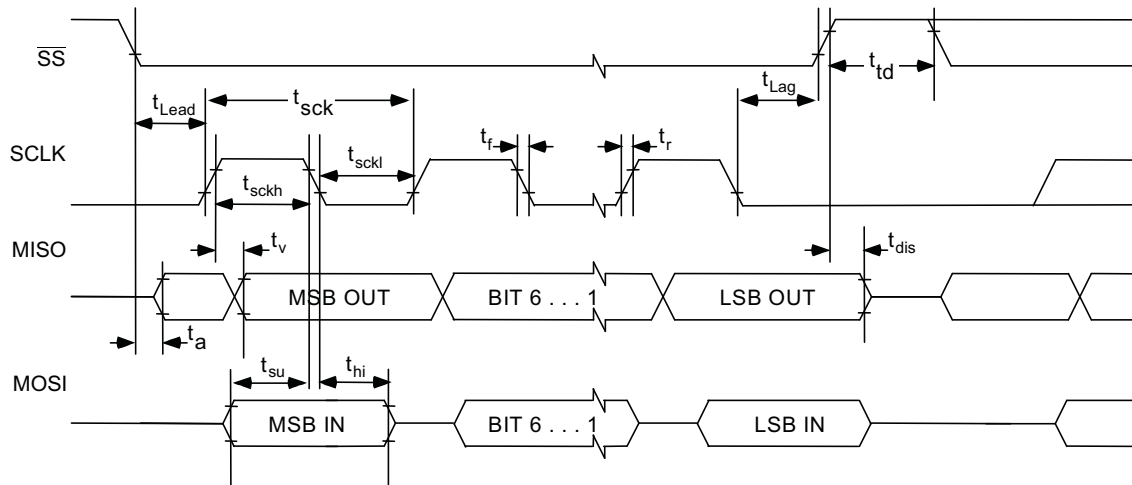 SS
t_Lead
t_sck
t_Lag
t_td
SCLK
t_sckh
t_sckl
t_f
t_r
MISO
t_v
t_dis
MSB OUT
BIT 6 . . . 1
LSB OUT
t_a
MOSI
t_su
t_hi
MSB IN
BIT 6 . . . 1
LSB IN